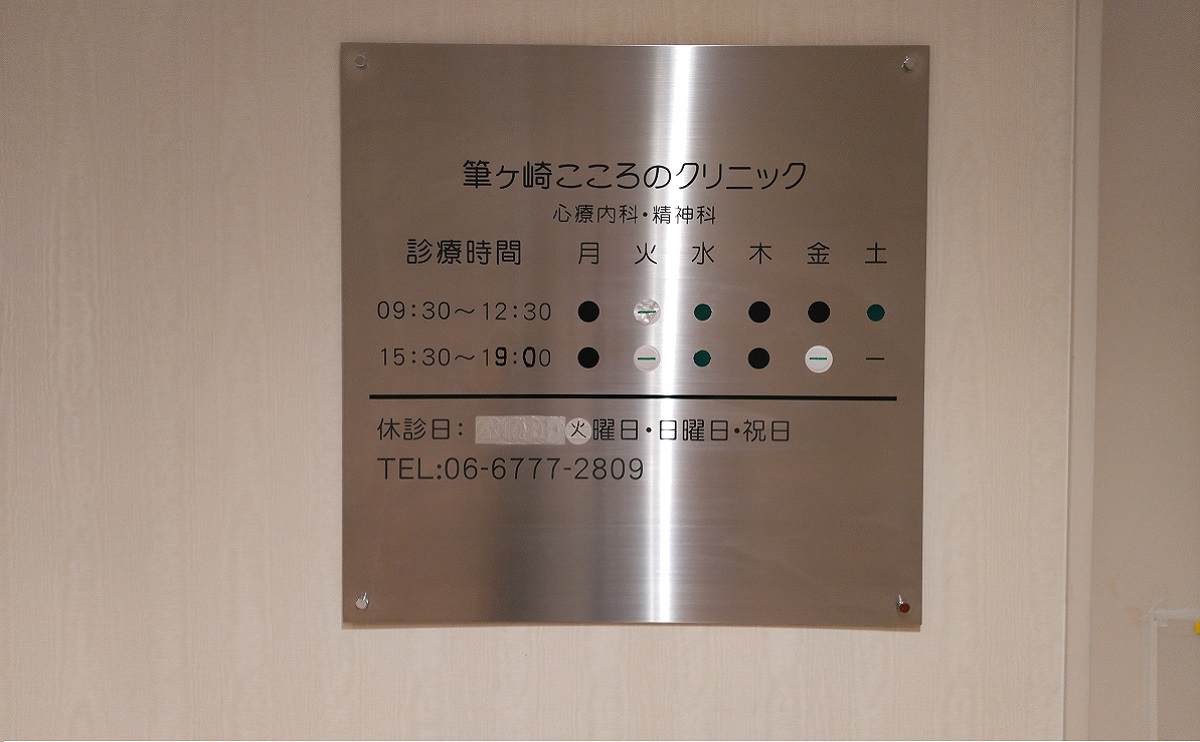 筆ヶ崎こころのクリニック
心療内科・精神科
診療時間 月 火 水 木 金 土
09:30～12:30 ● － ● ● ● ●
15:30～19:00 ● － ● ● － －
休診日: 火曜日・日曜日・祝日
TEL:06-6777-2809